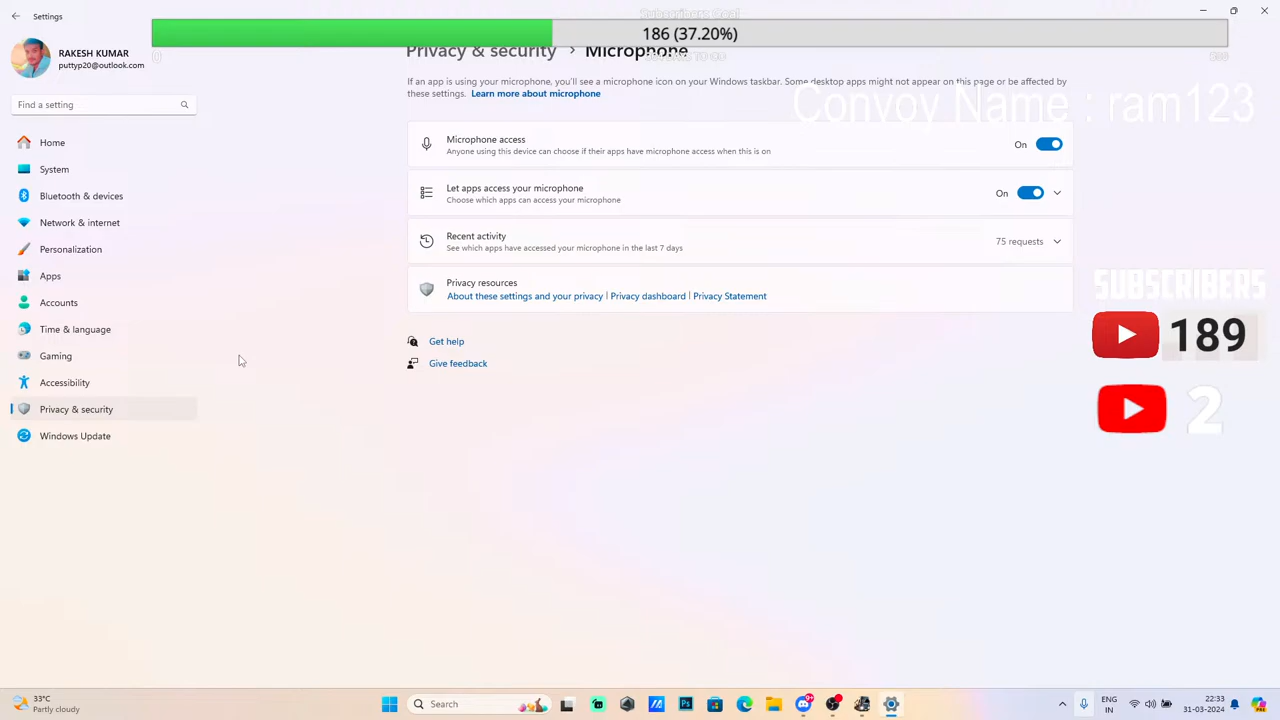 Settings
Subscribers Goal
186 (37.20%)
RAKESH KUMAR
puttyp20@outlook.com
Find a setting
Home
System
Bluetooth & devices
Network & internet
Personalization
Apps
Accounts
Time & language
Gaming
Accessibility
Privacy & security
Windows Update
Privacy & security > Microphone
If an app is using your microphone, you'll see a microphone icon on your Windows taskbar. Some desktop apps might not appear on this page or be affected by
these settings. Learn more about microphone
Convoy Name : ram123
Microphone access
Anyone using this device can choose if their apps have microphone access when this is on
On
Let apps access your microphone
Choose which apps can access your microphone
On
Recent activity
See which apps have accessed your microphone in the last 7 days
75 requests
Privacy resources
About these settings and your privacy | Privacy dashboard | Privacy Statement
Get help
Give feedback
SUBSCRIBERS
189
2
33°C
Partly cloudy
Search
9+
ENG
IN
22:33
31-03-2024